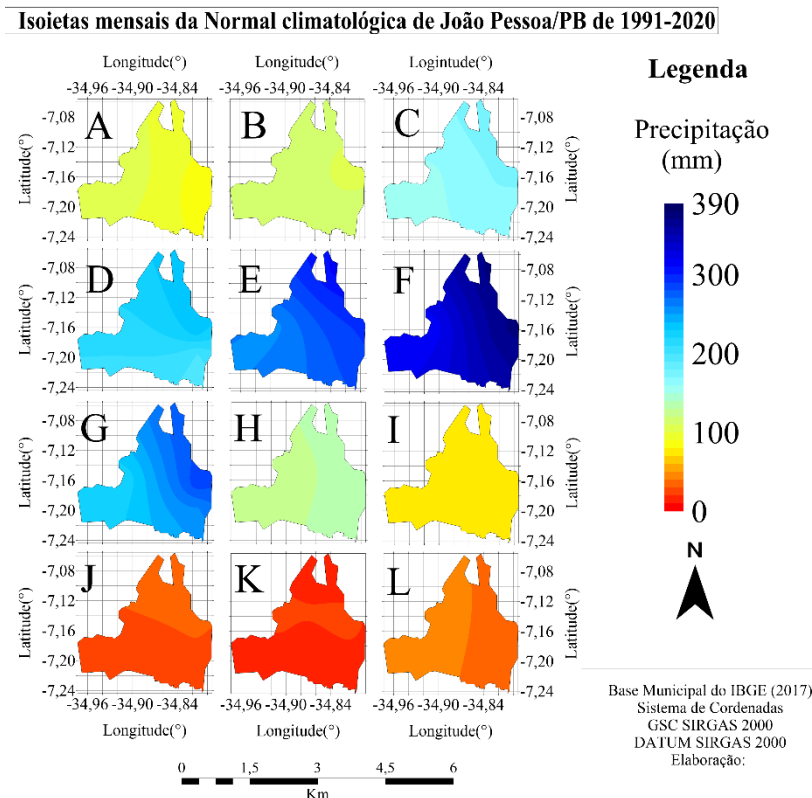 Isoietas mensais da Normal climatológica de João Pessoa/PB de 1991-2020
Longitude(°) Longitude(°) Logintude(°)
-34,96 -34,90 -34,84 -34,96 -34,90 -34,84 -34,96 -34,90 -34,84
A B C
Latitude(°)
-7,08
-7,12
-7,16
-7,20
-7,24
-7,08
-7,12
-7,16
-7,20
-7,24
Latitude(°)
D E F
Latitude(°)
-7,08
-7,12
-7,16
-7,20
-7,24
-7,08
-7,12
-7,16
-7,20
-7,24
Laitude(°)
G H I
Latitude(°)
-7,08
-7,12
-7,16
-7,20
-7,24
-7,08
-7,12
-7,16
-7,20
-7,24
Latitude(°)
J K L
Latitude(°)
-7,08
-7,12
-7,16
-7,20
-7,24
-7,08
-7,12
-7,16
-7,20
-7,24
Latitude(°)
-34,96 -34,90 -34,84 -34,96 -34,90 -34,84 -34,96 -34,90 -34,84
Longitude(°) Longitude(°) Longitude(°)
0 1,5 3 4,5 6
Km
Legenda
Precipitação
(mm)
390
300
200
100
0
N
Base Municipal do IBGE (2017)
Sistema de Cordenadas
GSC SIRGAS 2000
DATUM SIRGAS 2000
Elaboração: